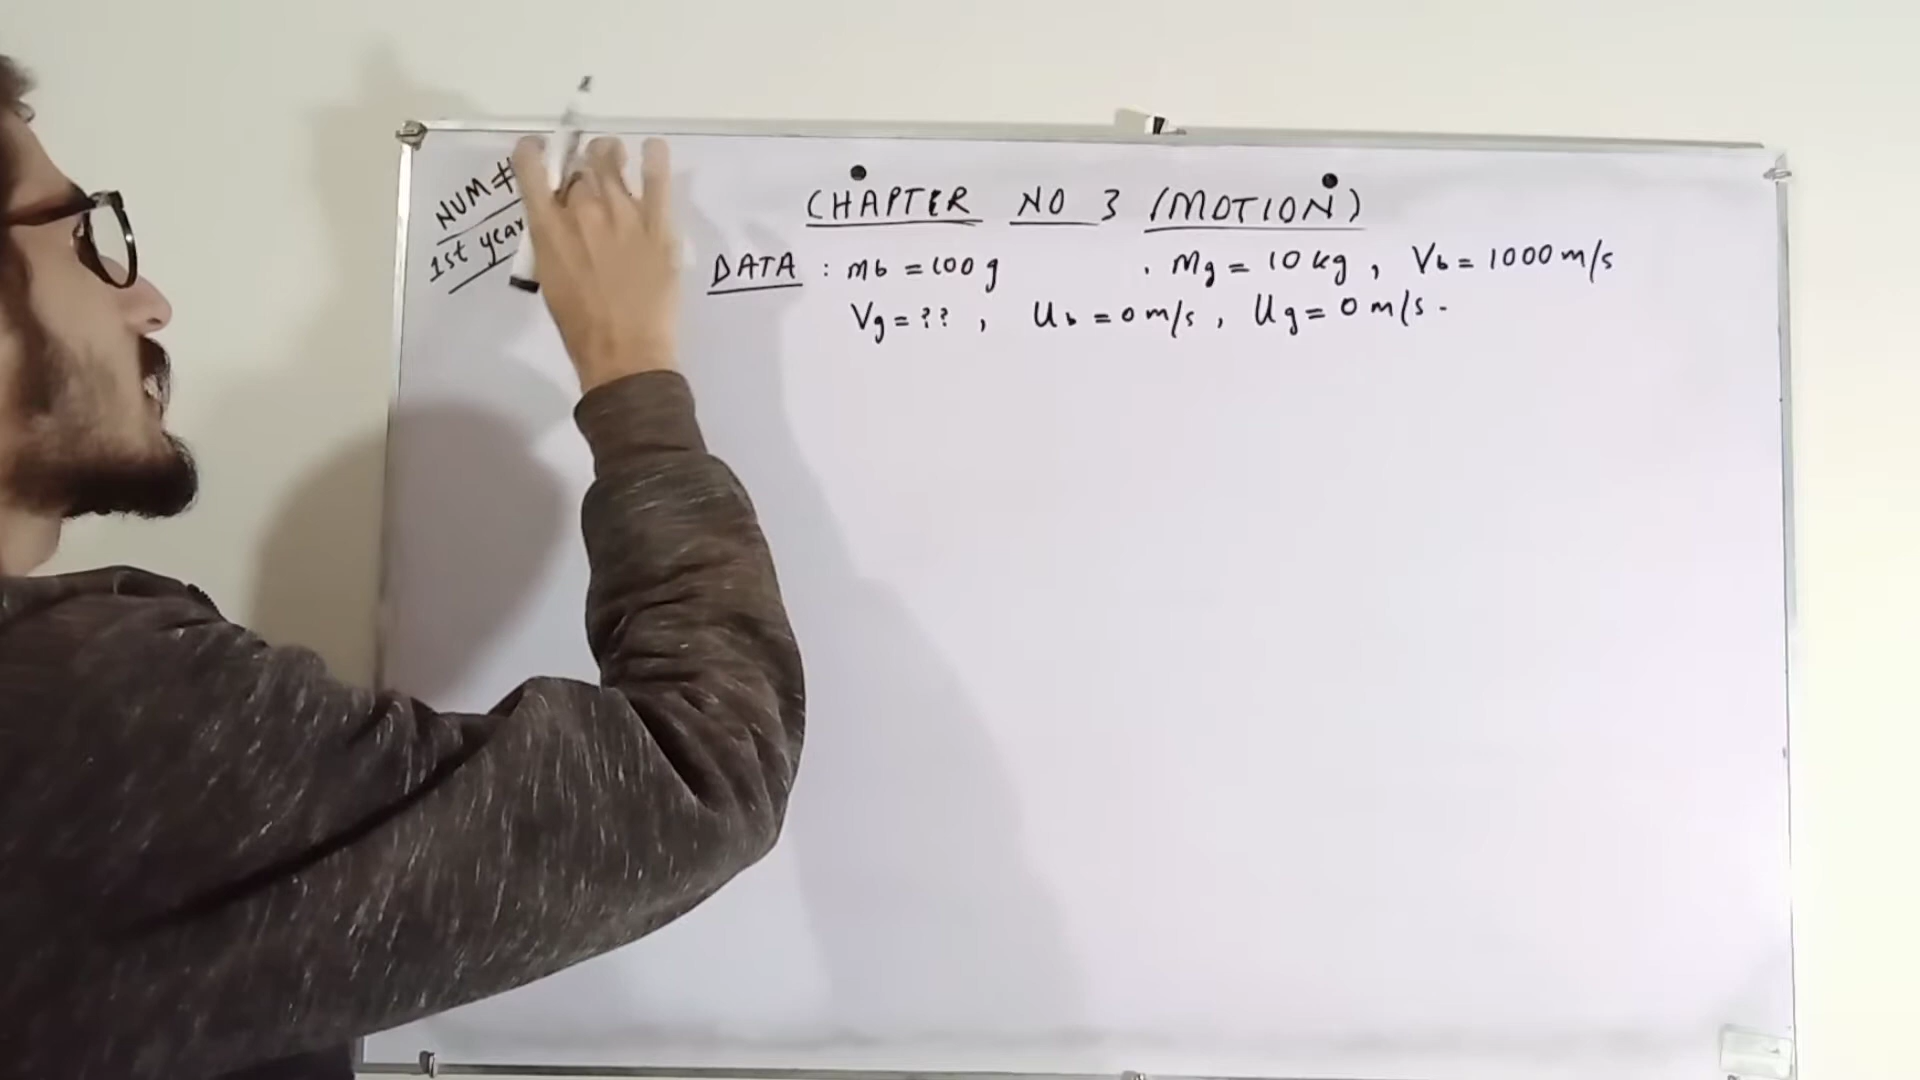 NUM #
1st year
CHAPTER NO 3 (MOTION)
DATA : mb = 100 g . Mg = 10 kg , Vb = 1000 m/s
Vg = ?? , Ub = 0 m/s , Ug = 0 m/s .